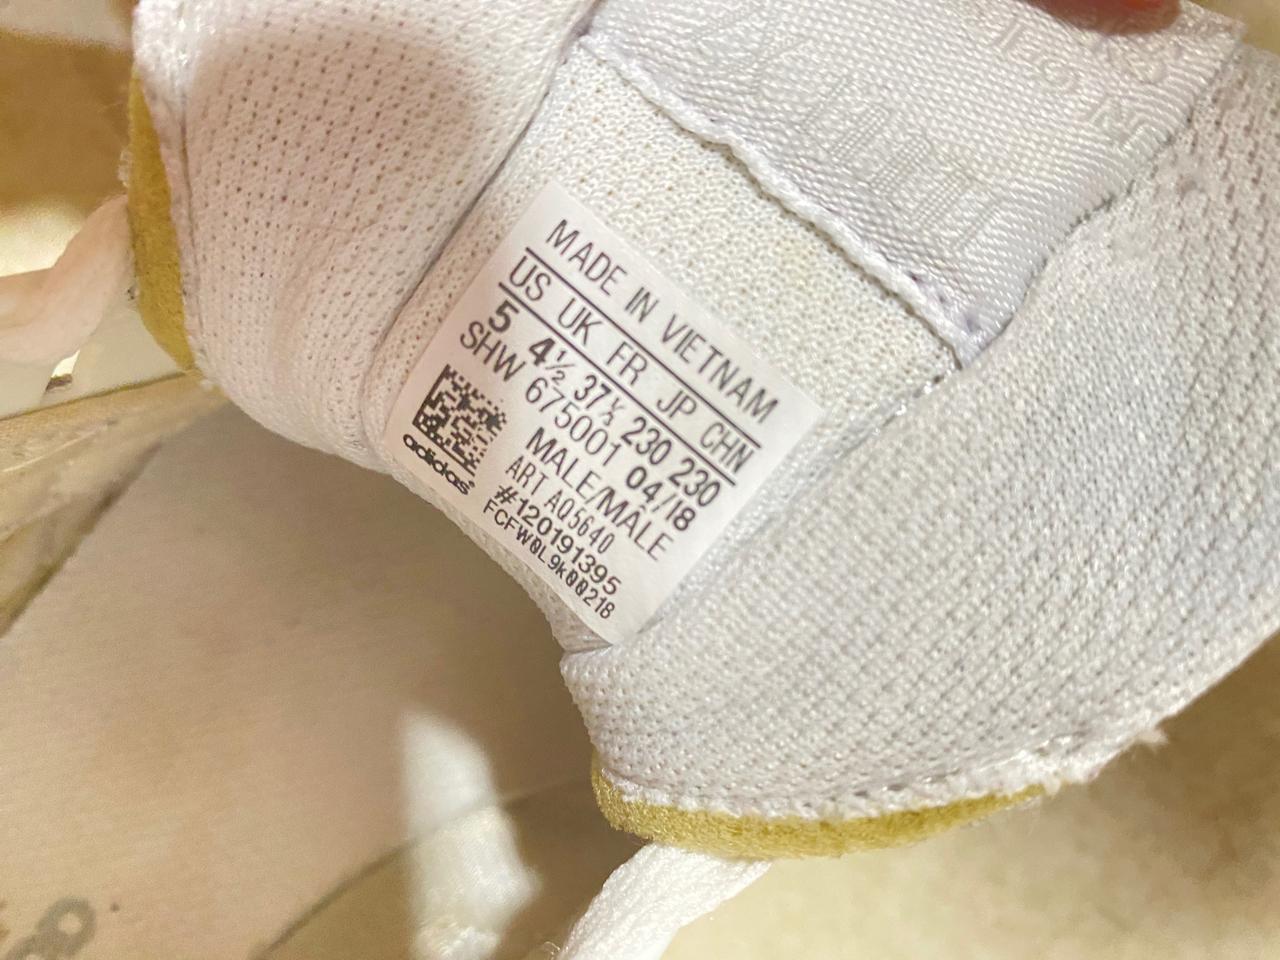 MADE IN VIETNAM
US UK FR JP CHN
5 4½ 37⅓ 230 230
SHW 675001 04/18
MALE/MÂLE
ART AQ5640
#120191395
FCFW0L9K00218
adidas